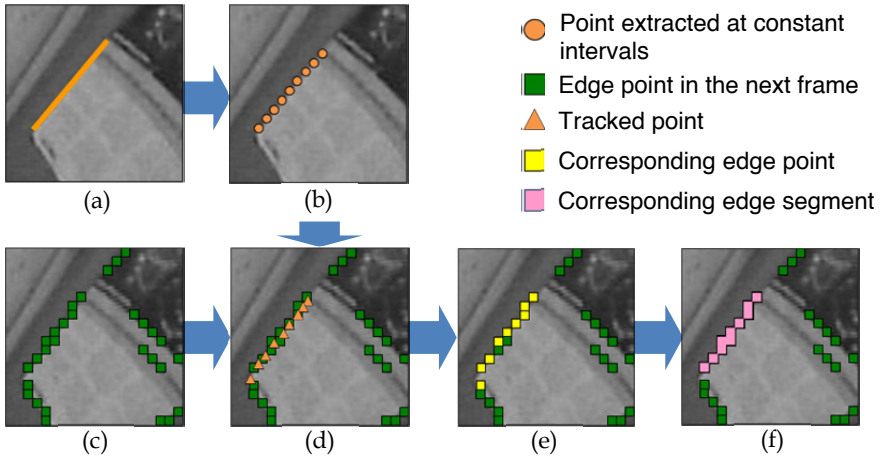 Point extracted at constant
intervals
Edge point in the next frame
Tracked point
Corresponding edge point
Corresponding edge segment
(a)
(b)
(c)
(d)
(e)
(f)